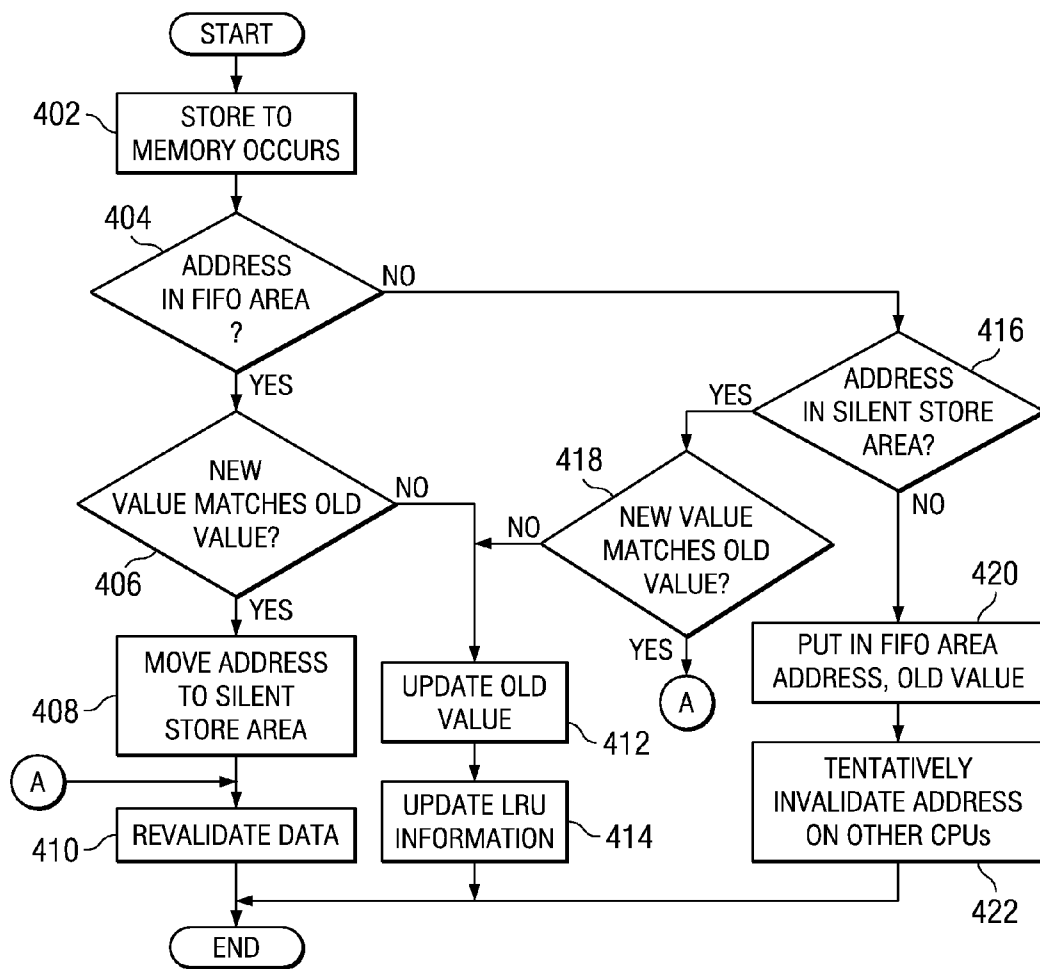 START
402
STORE TO
MEMORY OCCURS
404
ADDRESS
IN FIFO AREA
?
NO
YES
416
ADDRESS
IN SILENT STORE
AREA?
YES
NO
NEW
VALUE MATCHES OLD
VALUE?
406
NO
YES
418
NEW VALUE
MATCHES OLD
VALUE?
NO
YES
A
MOVE ADDRESS
TO SILENT
STORE AREA
408
A
REVALIDATE DATA
410
UPDATE OLD
VALUE
412
UPDATE LRU
INFORMATION
414
420
PUT IN FIFO AREA
ADDRESS, OLD VALUE
TENTATIVELY
INVALIDATE ADDRESS
ON OTHER CPUs
422
END